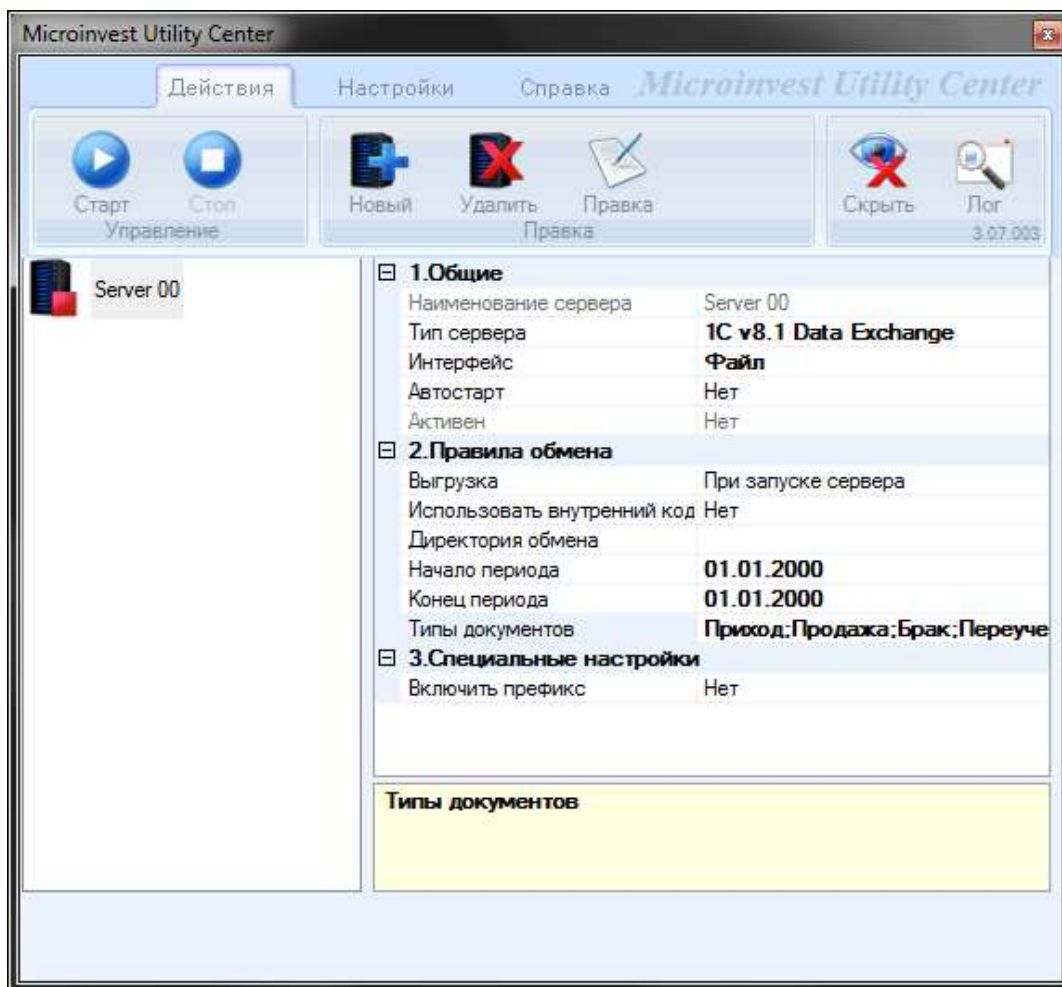 Microinvest Utility Center
Действия Настройки Справка Microinvest Utility Center
Старт Стоп Новый Удалить Правка Скрыть Лог
Управление Правка 3.07.003
Server 00
1.Общие
Наименование сервера Server 00
Тип сервера 1C v8.1 Data Exchange
Интерфейс Файл
Автостарт Нет
Активен Нет
2.Правила обмена
Выгрузка При запуске сервера
Использовать внутренний код Нет
Директория обмена
Начало периода 01.01.2000
Конец периода 01.01.2000
Типы документов Приход;Продажа;Брак;Переуче
3.Специальные настройки
Включить префикс Нет
Типы документов